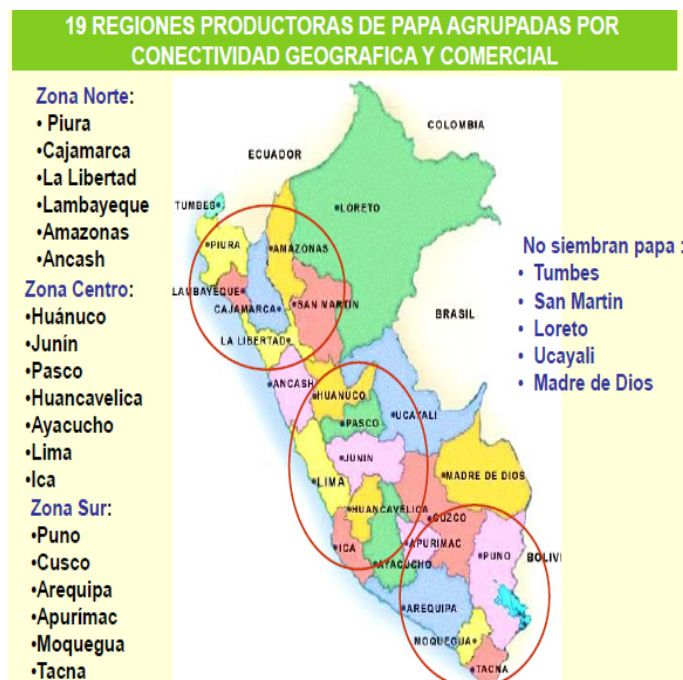 19 REGIONES PRODUCTORAS DE PAPA AGRUPADAS POR
CONECTIVIDAD GEOGRAFICA Y COMERCIAL
Zona Norte:
• Piura
•Cajamarca
•La Libertad
•Lambayeque
•Amazonas
•Ancash
Zona Centro:
•Huánuco
•Junín
•Pasco
•Huancavelica
•Ayacucho
•Lima
•Ica
Zona Sur:
•Puno
•Cusco
•Arequipa
•Apurímac
•Moquegua
•Tacna
COLOMBIA
ECUADOR
TUMBES
LORETO
PIURA
AMAZONAS
LAMBAYEQUE
CAJAMARCA
SAN MARTIN
BRASIL
LA LIBERTAD
ANCASH
HUANUCO
UCAYALI
PASCO
JUNIN
LIMA
MADRE DE DIOS
HUANCAVELICA
CUZCO
ICA
APURIMAC
PUNO
BOLIVI
AYACUCHO
AREQUIPA
MOQUEGUA
TACNA
No siembran papa :
• Tumbes
• San Martin
• Loreto
• Ucayali
• Madre de Dios